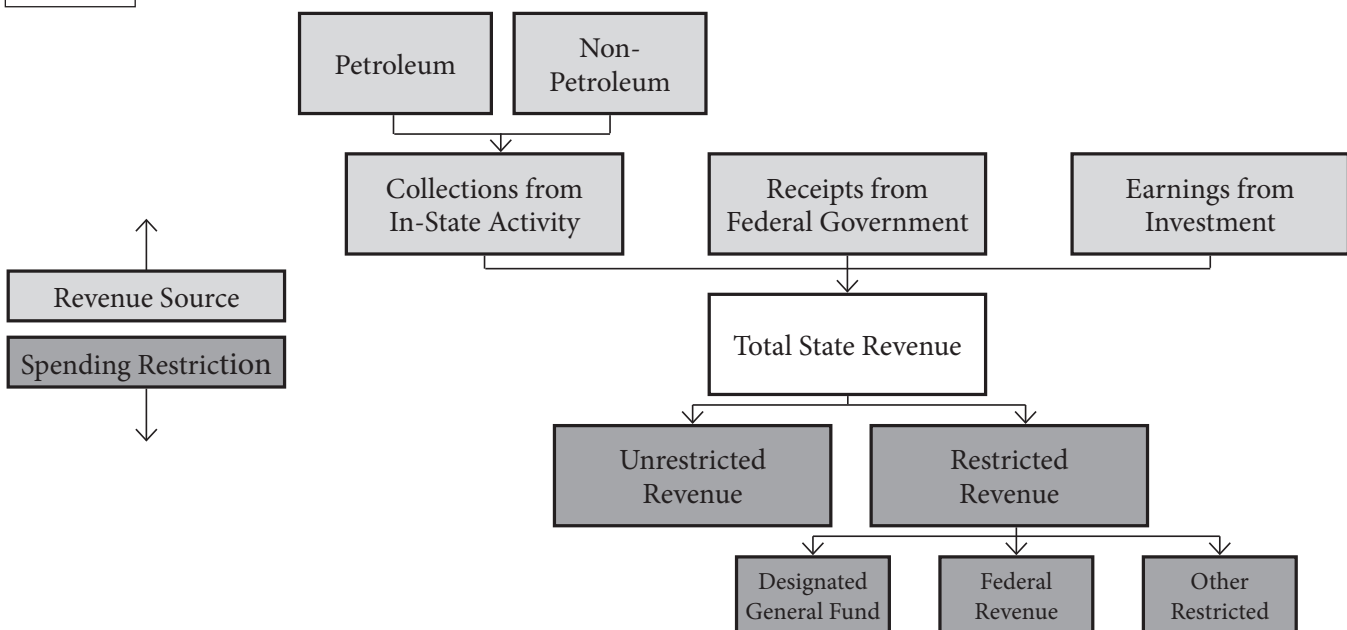 Petroleum
Non-
Petroleum
Collections from
In-State Activity
Receipts from
Federal Government
Earnings from
Investment
Revenue Source
Spending Restriction
Total State Revenue
Unrestricted
Revenue
Restricted
Revenue
Designated
General Fund
Federal
Revenue
Other
Restricted